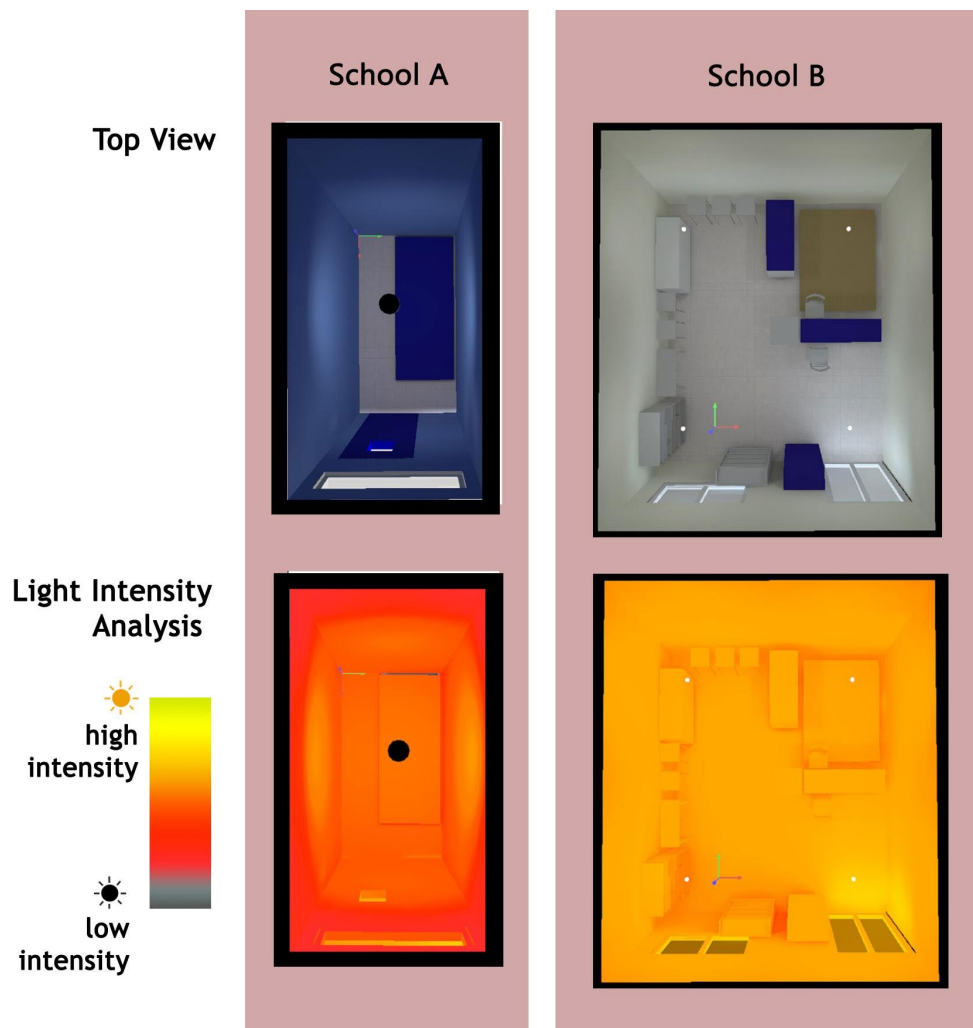 School A
School B
Top View
Light Intensity
Analysis
high
intensity
low
intensity